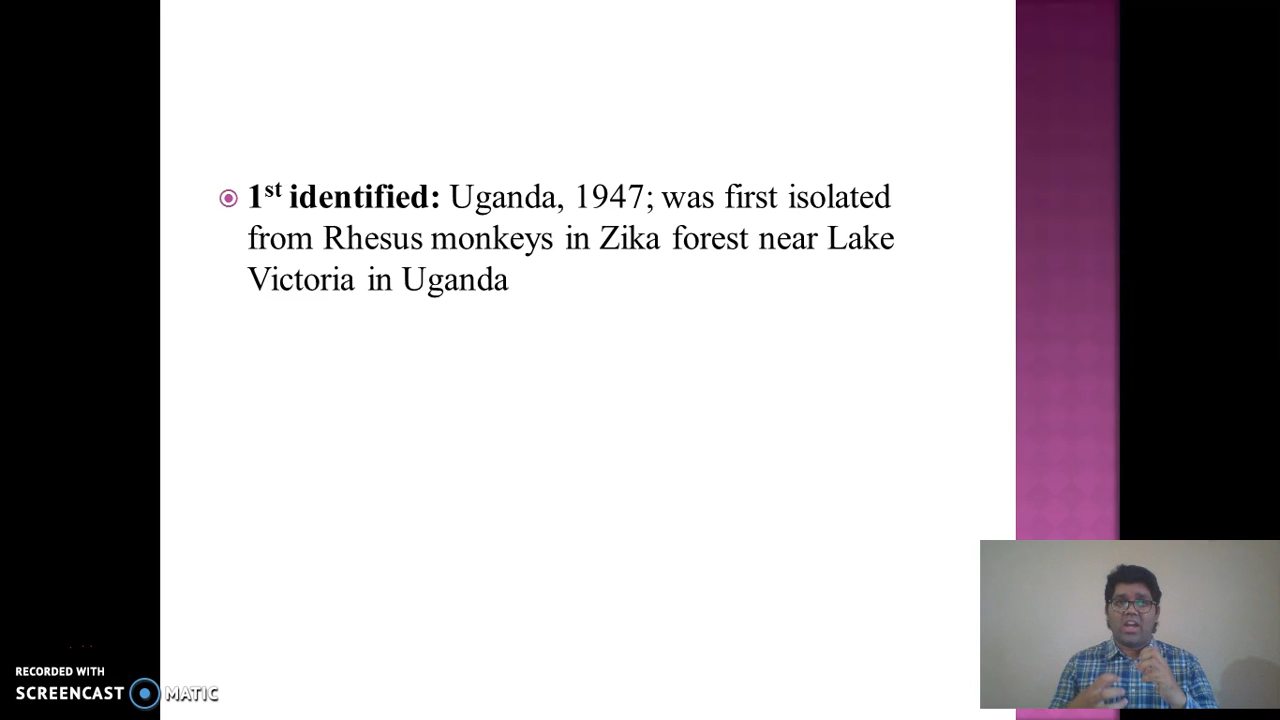 1st identified: Uganda, 1947; was first isolated
from Rhesus monkeys in Zika forest near Lake
Victoria in Uganda
RECORDED WITH
SCREENCAST MATIC